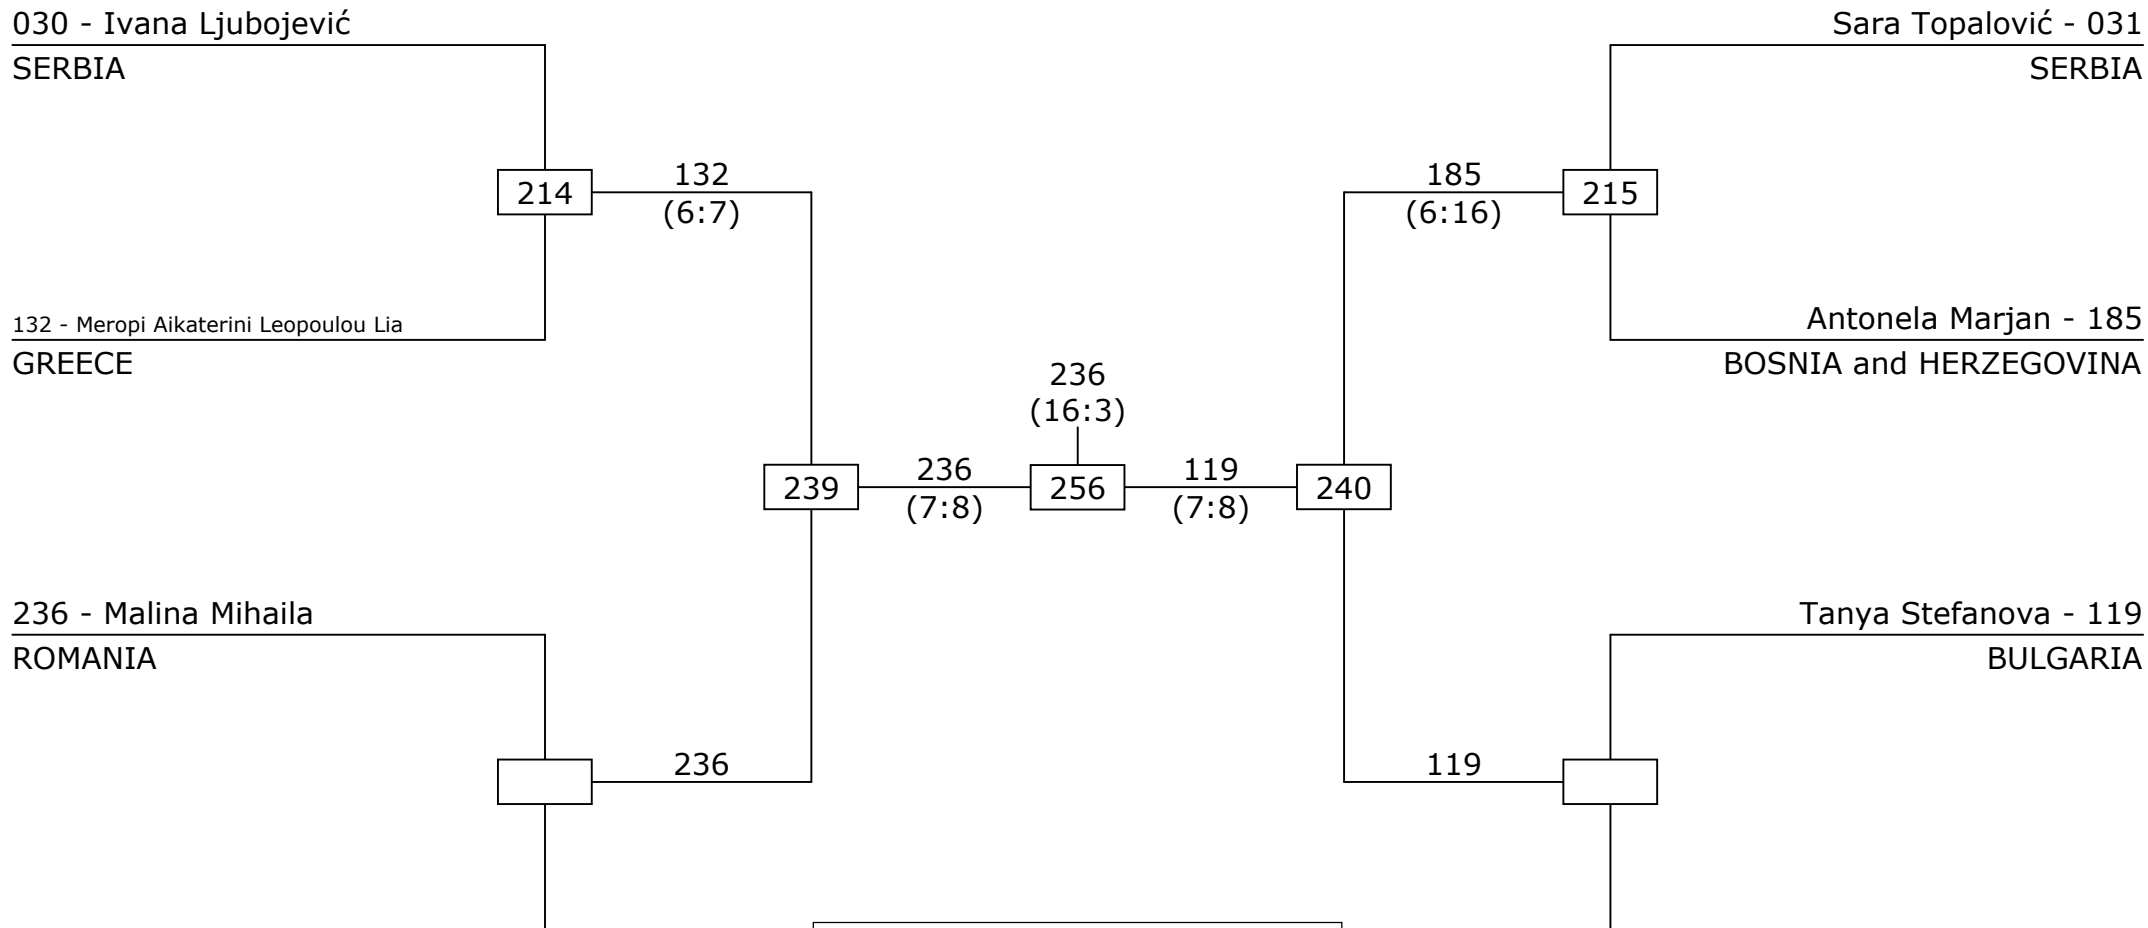 030 - Ivana Ljubojević
SERBIA
Sara Topalović - 031
SERBIA
214
132
(6:7)
185
(6:16)
215
132 - Meropi Aikaterini Leopoulou Lia
GREECE
Antonela Marjan - 185
BOSNIA and HERZEGOVINA
236
(16:3)
239
236
(7:8)
256
119
(7:8)
240
236 - Malina Mihaila
ROMANIA
Tanya Stefanova - 119
BULGARIA
236
119